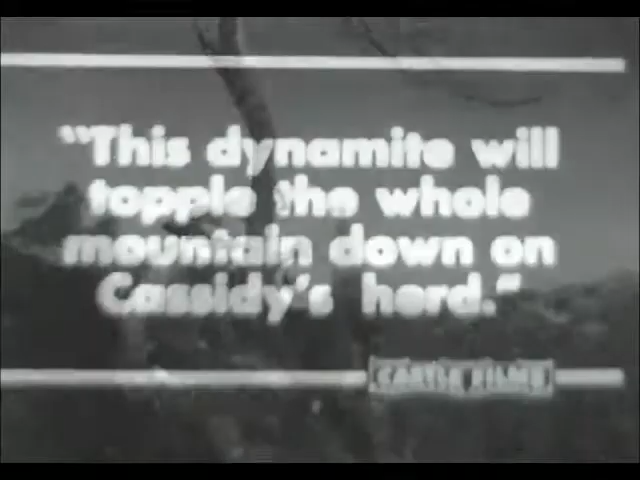 "This dynamite will
topple the whole
mountain down on
Cassidy's herd."
CASTLE FILMS